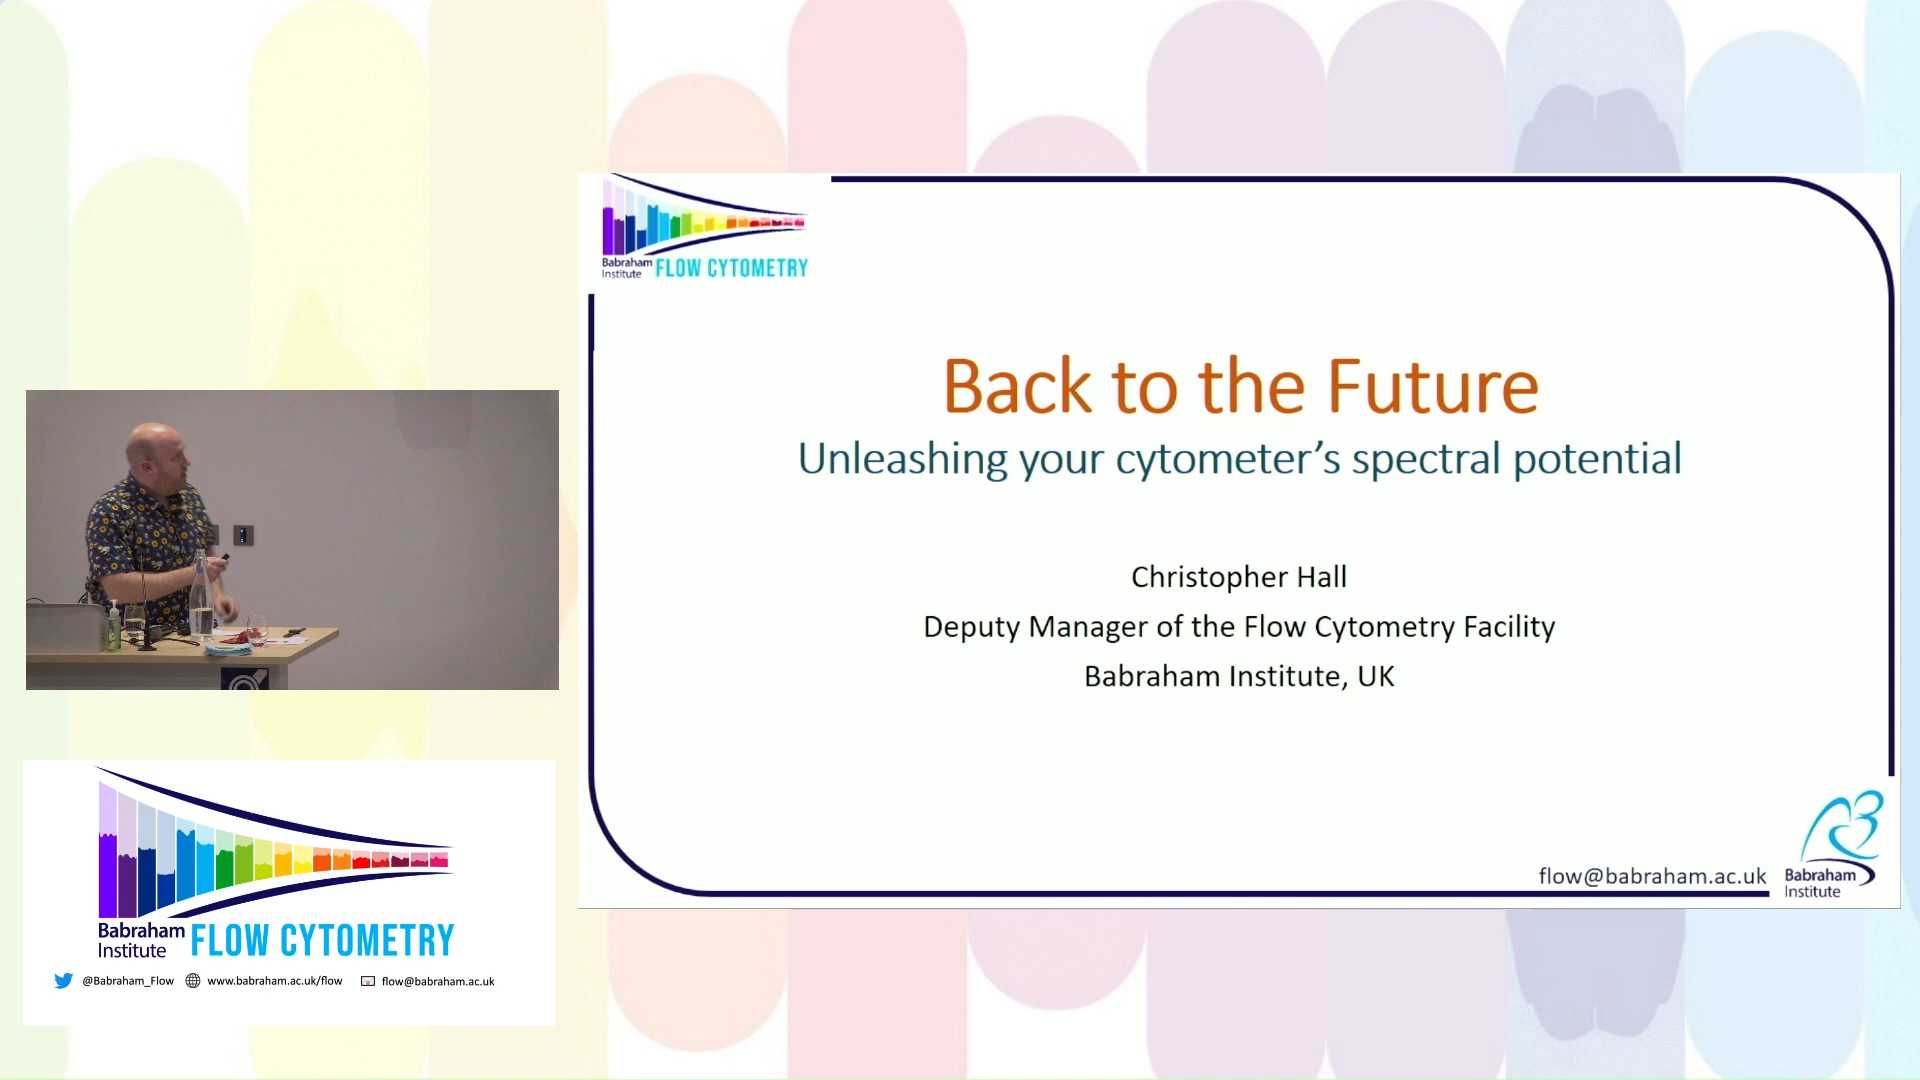 Babraham
Institute FLOW CYTOMETRY
Back to the Future
Unleashing your cytometer’s spectral potential
Christopher Hall
Deputy Manager of the Flow Cytometry Facility
Babraham Institute, UK
flow@babraham.ac.uk
Babraham
Institute
Babraham
Institute FLOW CYTOMETRY
@Babraham_Flow www.babraham.ac.uk/flow flow@babraham.ac.uk